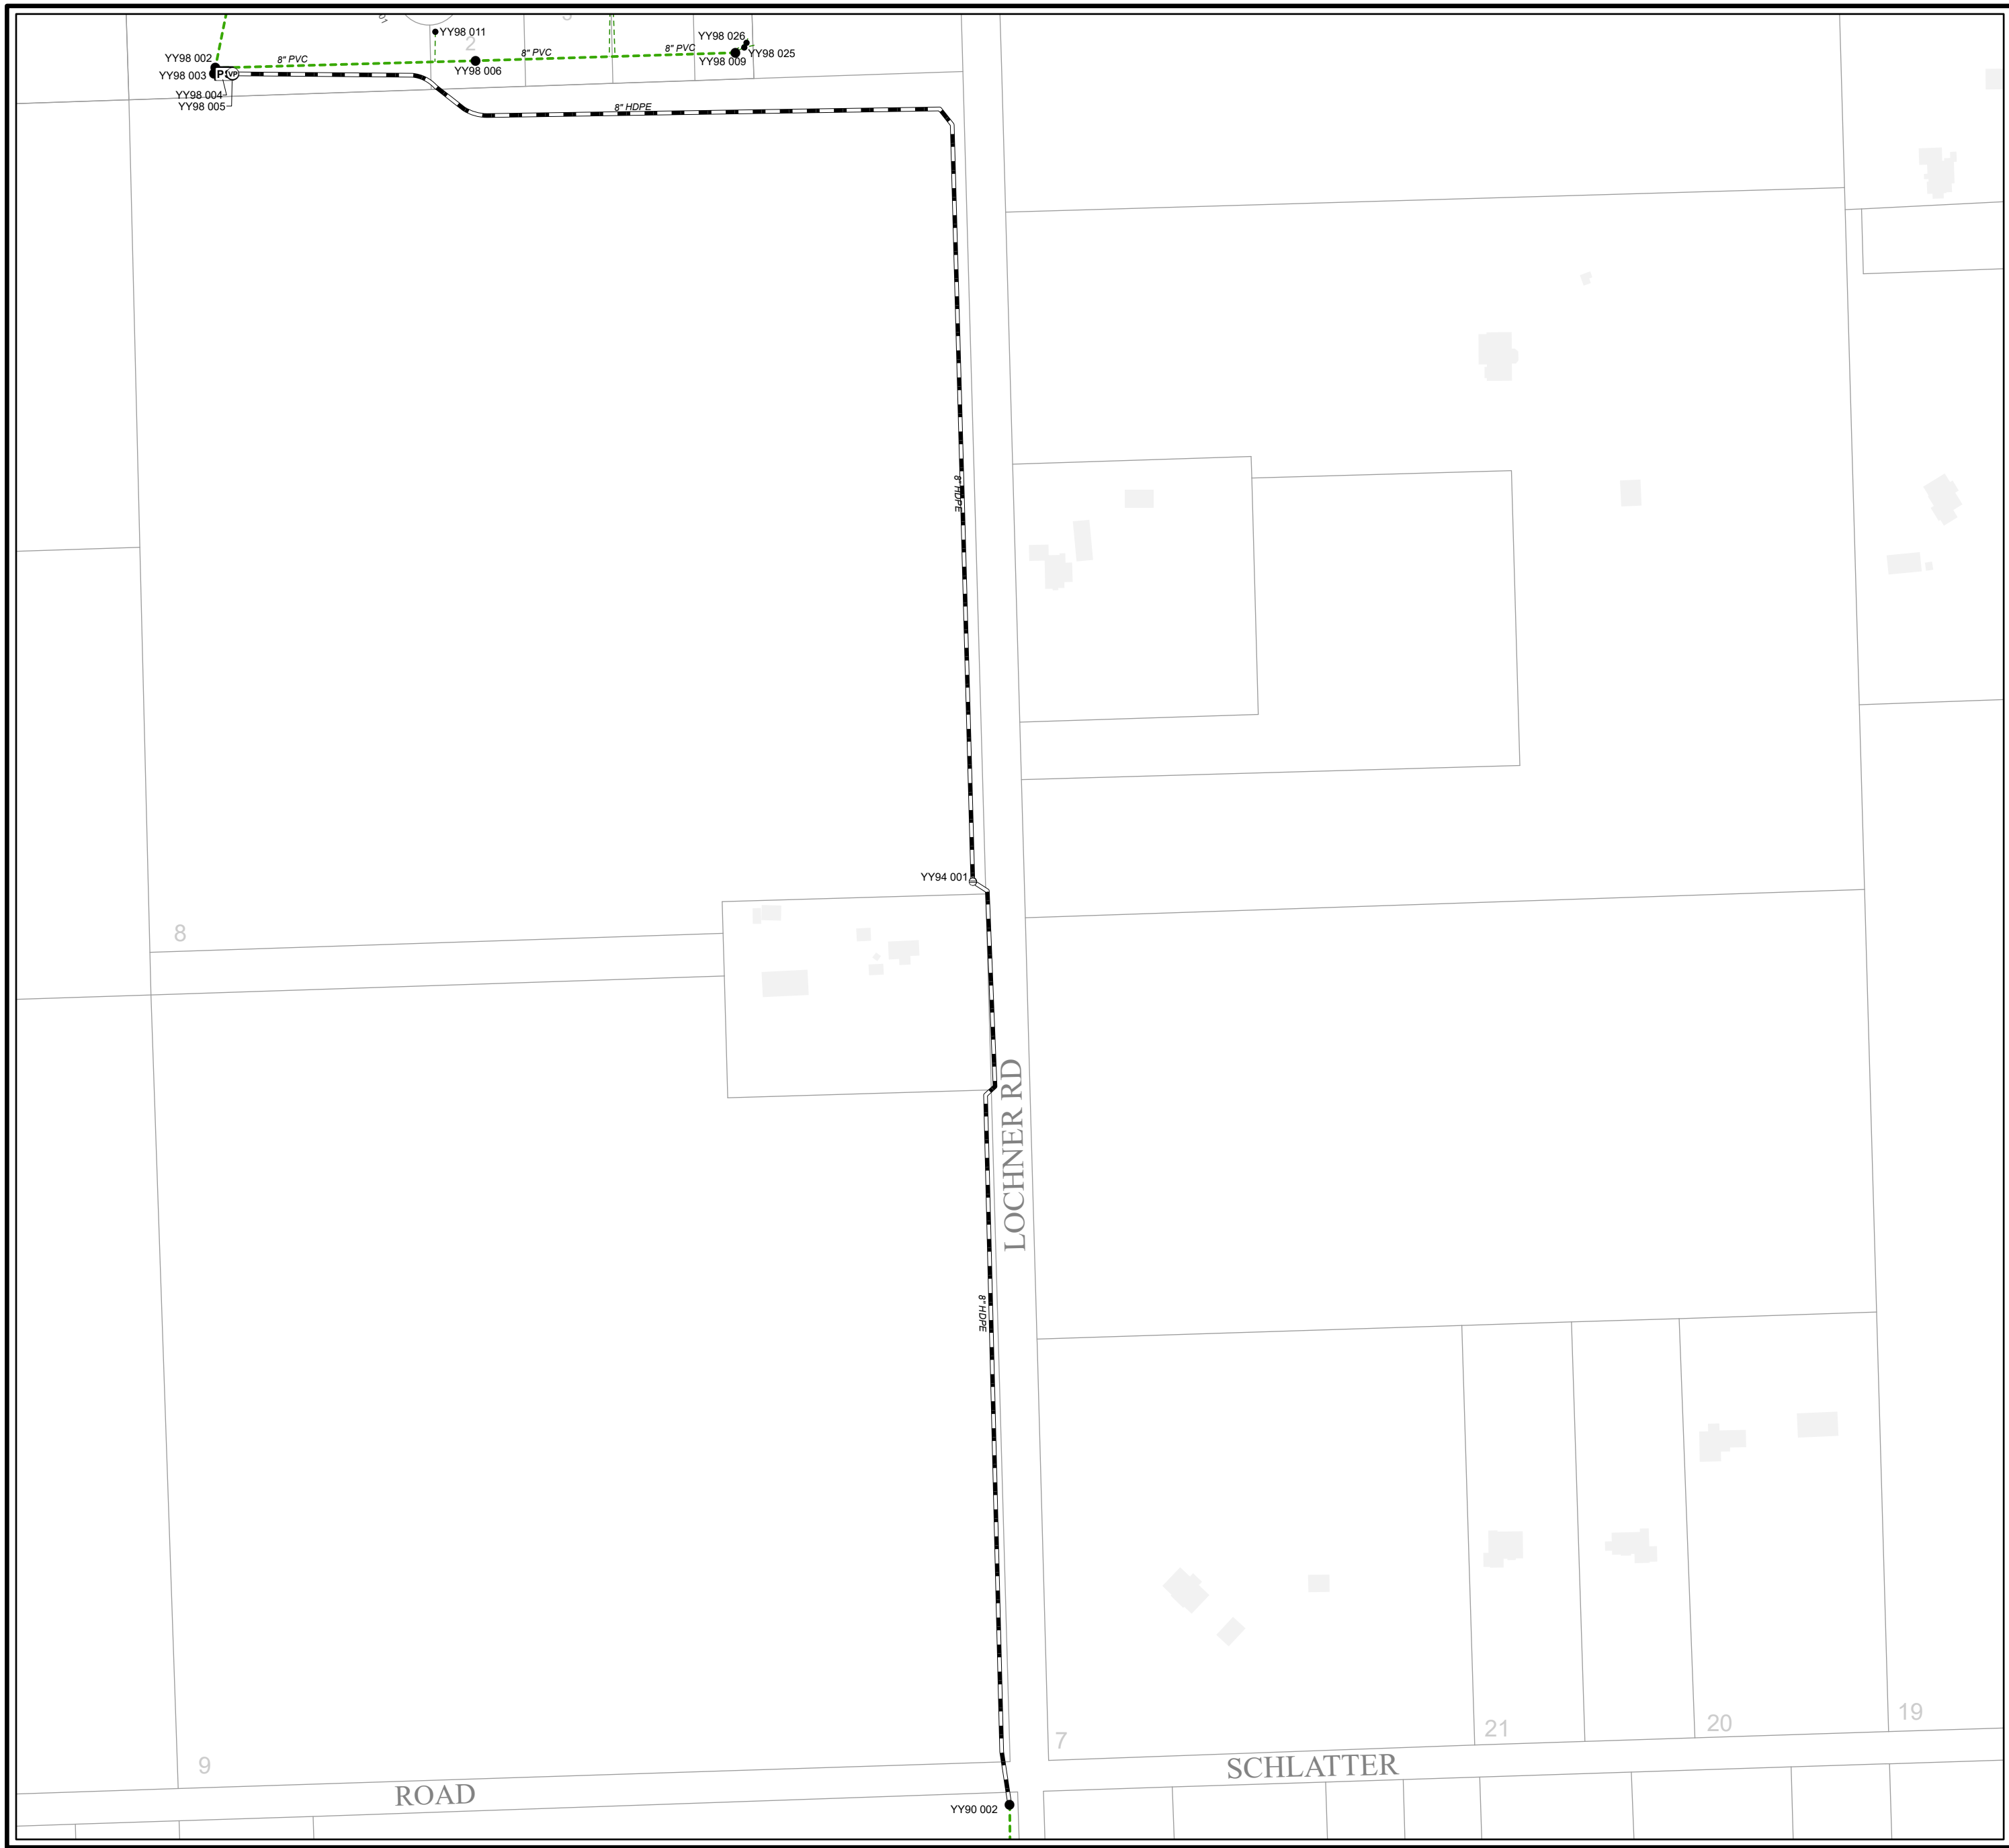 YY98 011
2
YY98 026
YY98 025
8" PVC
8" PVC
8" PVC
YY98 009
YY98 002
YY98 003
YY98 006
VP
YY98 004
YY98 005
8" HDPE
8" HDPE
YY94 001
8
LOCHNER RD
8" HDPE
19
20
21
7
9
SCHLATTER
ROAD
YY90 002